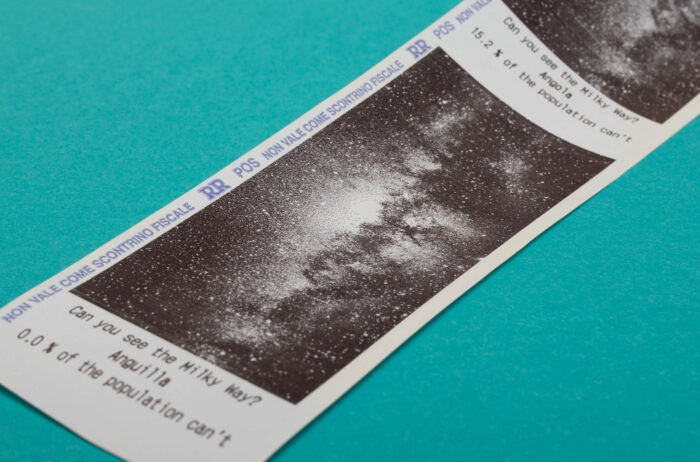 Can you see the Milky Way?
Angola
15.2 % of the population can't
NON VALE COME SCONTRINO FISCALE RR POS NON VALE COME SCONTRINO FISCALE RR POS NON VALE
Can you see the Milky Way?
Anguilla
0.0 % of the population can't